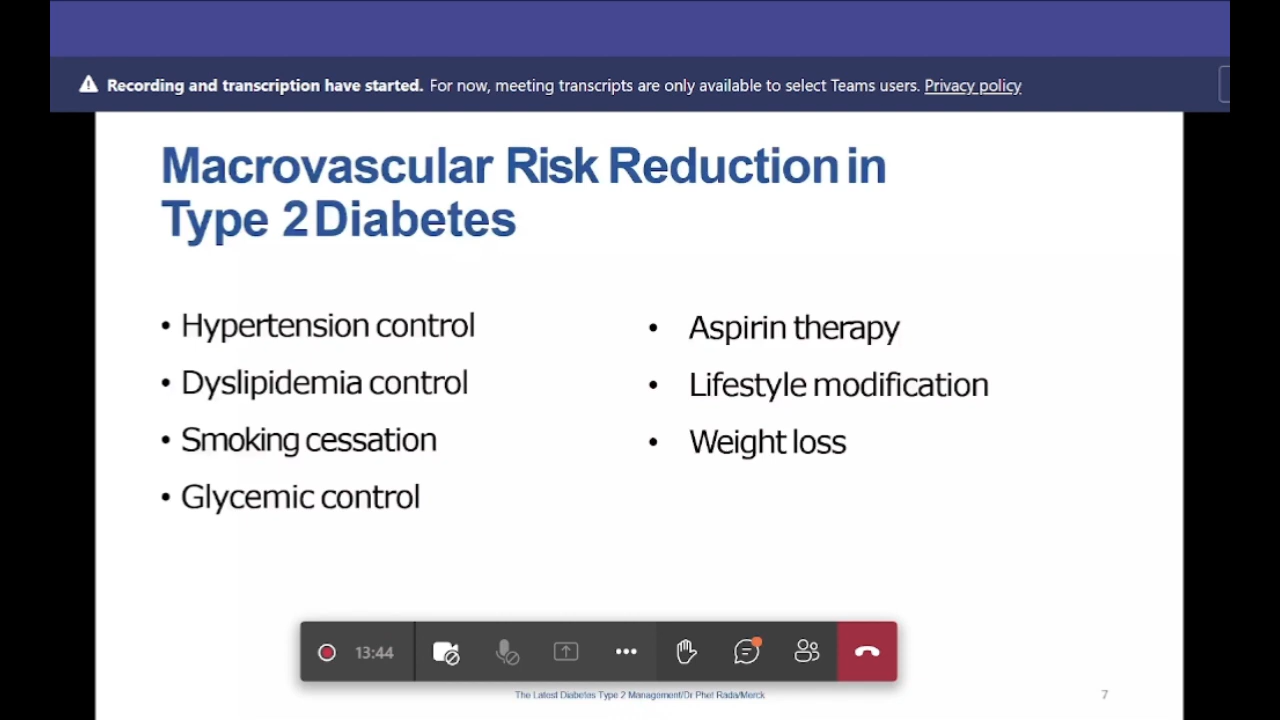 Recording and transcription have started. For now, meeting transcripts are only available to select Teams users. Privacy policy
Macrovascular Risk Reduction in
Type 2 Diabetes
• Hypertension control
• Dyslipidemia control
• Smoking cessation
• Glycemic control
• Aspirin therapy
• Lifestyle modification
• Weight loss
13:44
The Latest Diabetes Type 2 Management/Dr Phet Rada/Merck
7